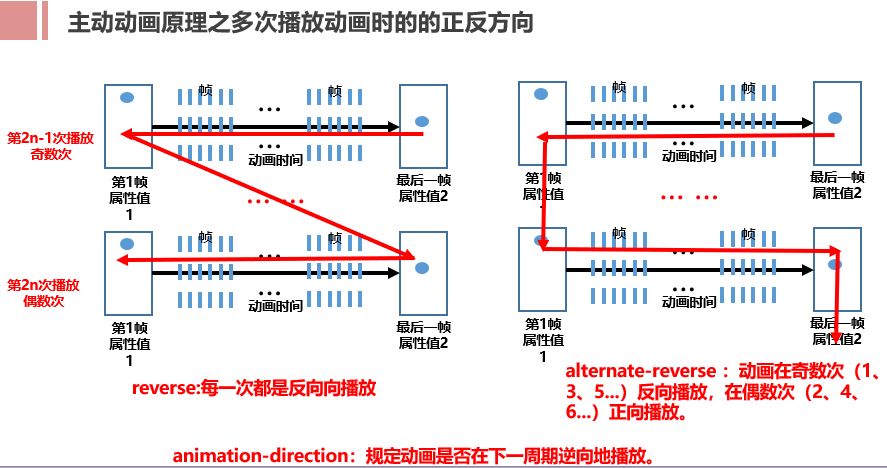 主动动画原理之多次播放动画时的的正反方向
帧 帧
...
动画时间
...
第2n-1次播放
奇数次
第1帧
属性值
1
最后一帧
属性值2
... ...
帧 帧
...
动画时间
...
第2n次播放
偶数次
第1帧
属性值
1
最后一帧
属性值2
reverse:每一次都是反向向播放
帧 帧
...
动画时间
...
第1帧
属性值
1
最后一帧
属性值2
... ...
帧 帧
...
动画时间
...
第1帧
属性值
1
最后一帧
属性值2
alternate-reverse ：动画在奇数次（1、
3、5...）反向播放，在偶数次（2、4、
6...）正向播放。
animation-direction：规定动画是否在下一周期逆向地播放。